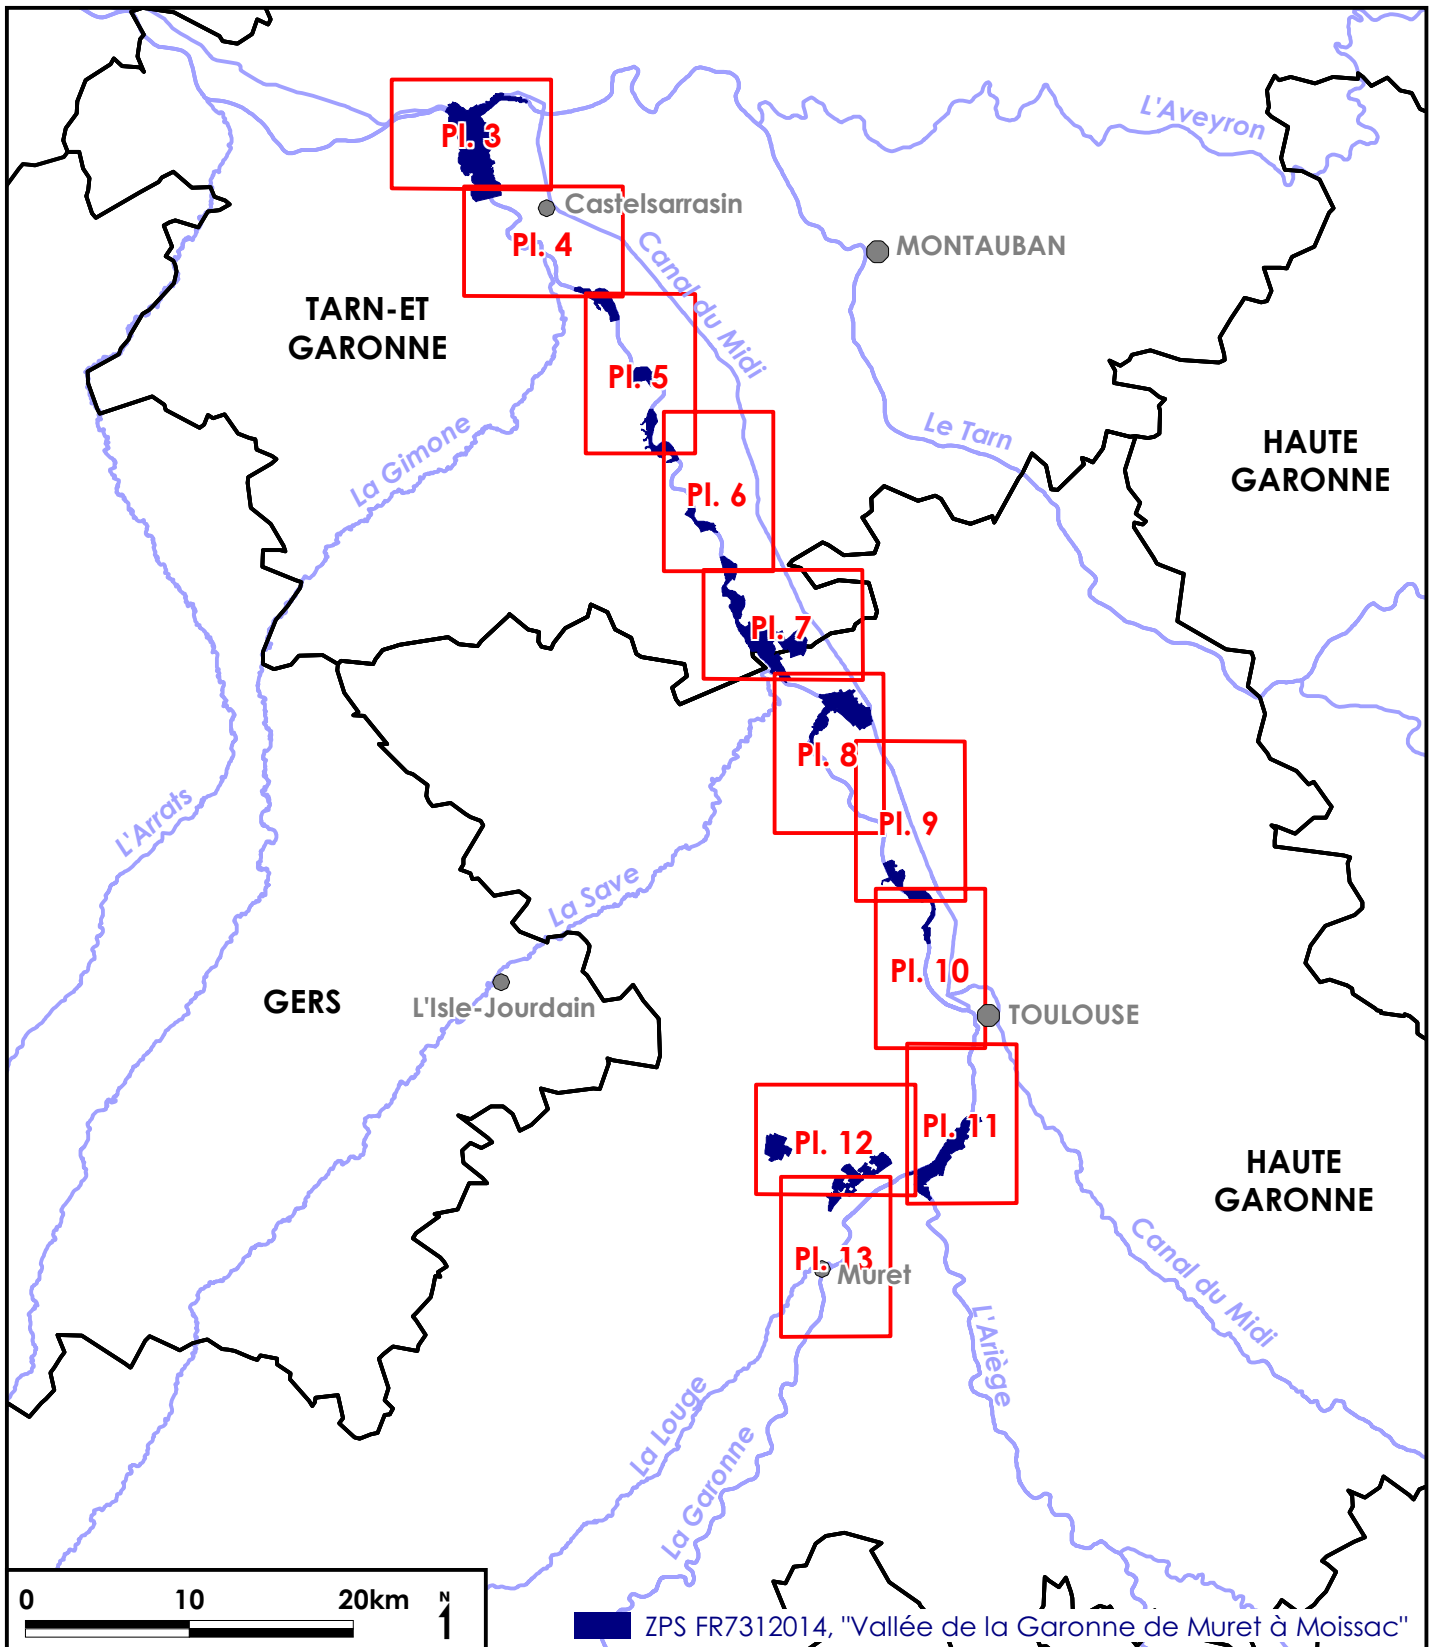 Pl. 3
L'Aveyron
Castelsarrasin
Pl. 4
MONTAUBAN
Canal du Midi
TARN-ET
GARONNE
Pl. 5
La Gimone
Le Tarn
HAUTE
GARONNE
Pl. 6
Pl. 7
Pl. 8
L'Arrats
Pl. 9
La Save
Pl. 10
GERS
L'Isle-Jourdain
TOULOUSE
Pl. 11
Pl. 12
HAUTE
GARONNE
Pl. 13
Muret
Canal du Midi
L'Ariège
La Louge
La Garonne
0 10 20km
N
ZPS FR7312014, "Vallée de la Garonne de Muret à Moissac"